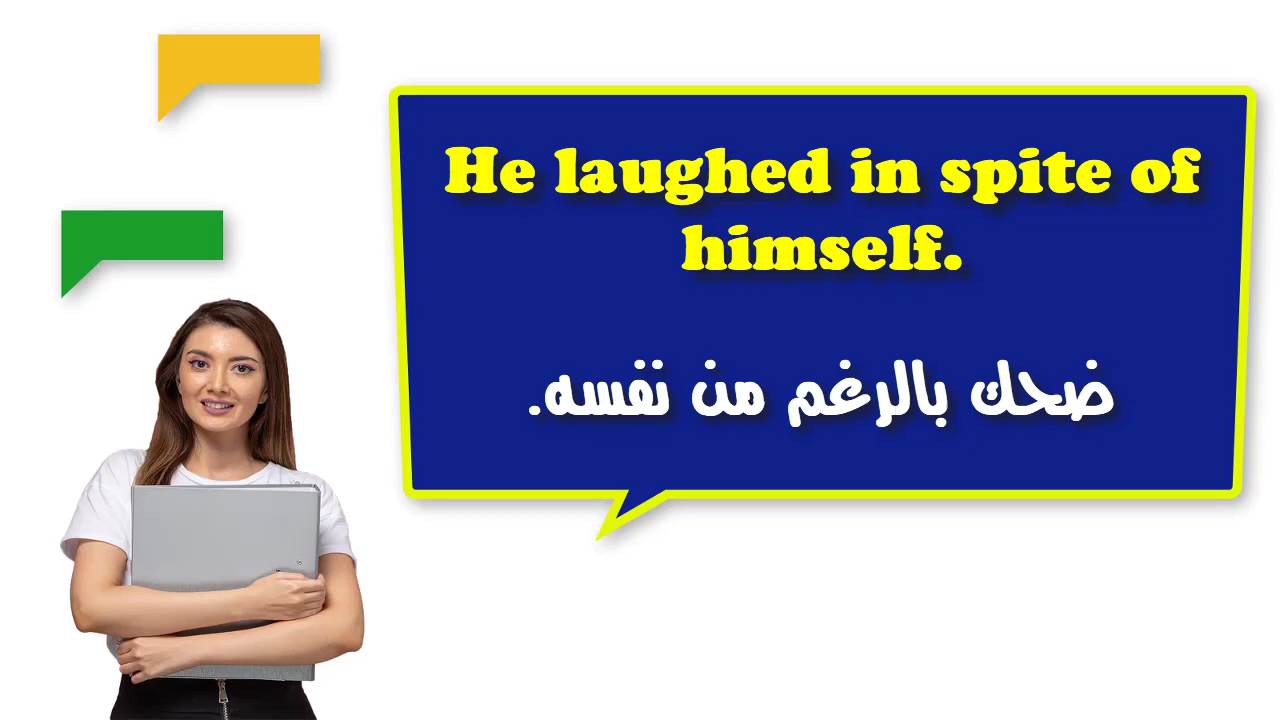 He laughed in spite of
himself.
ضحك بالرغم من نفسه.